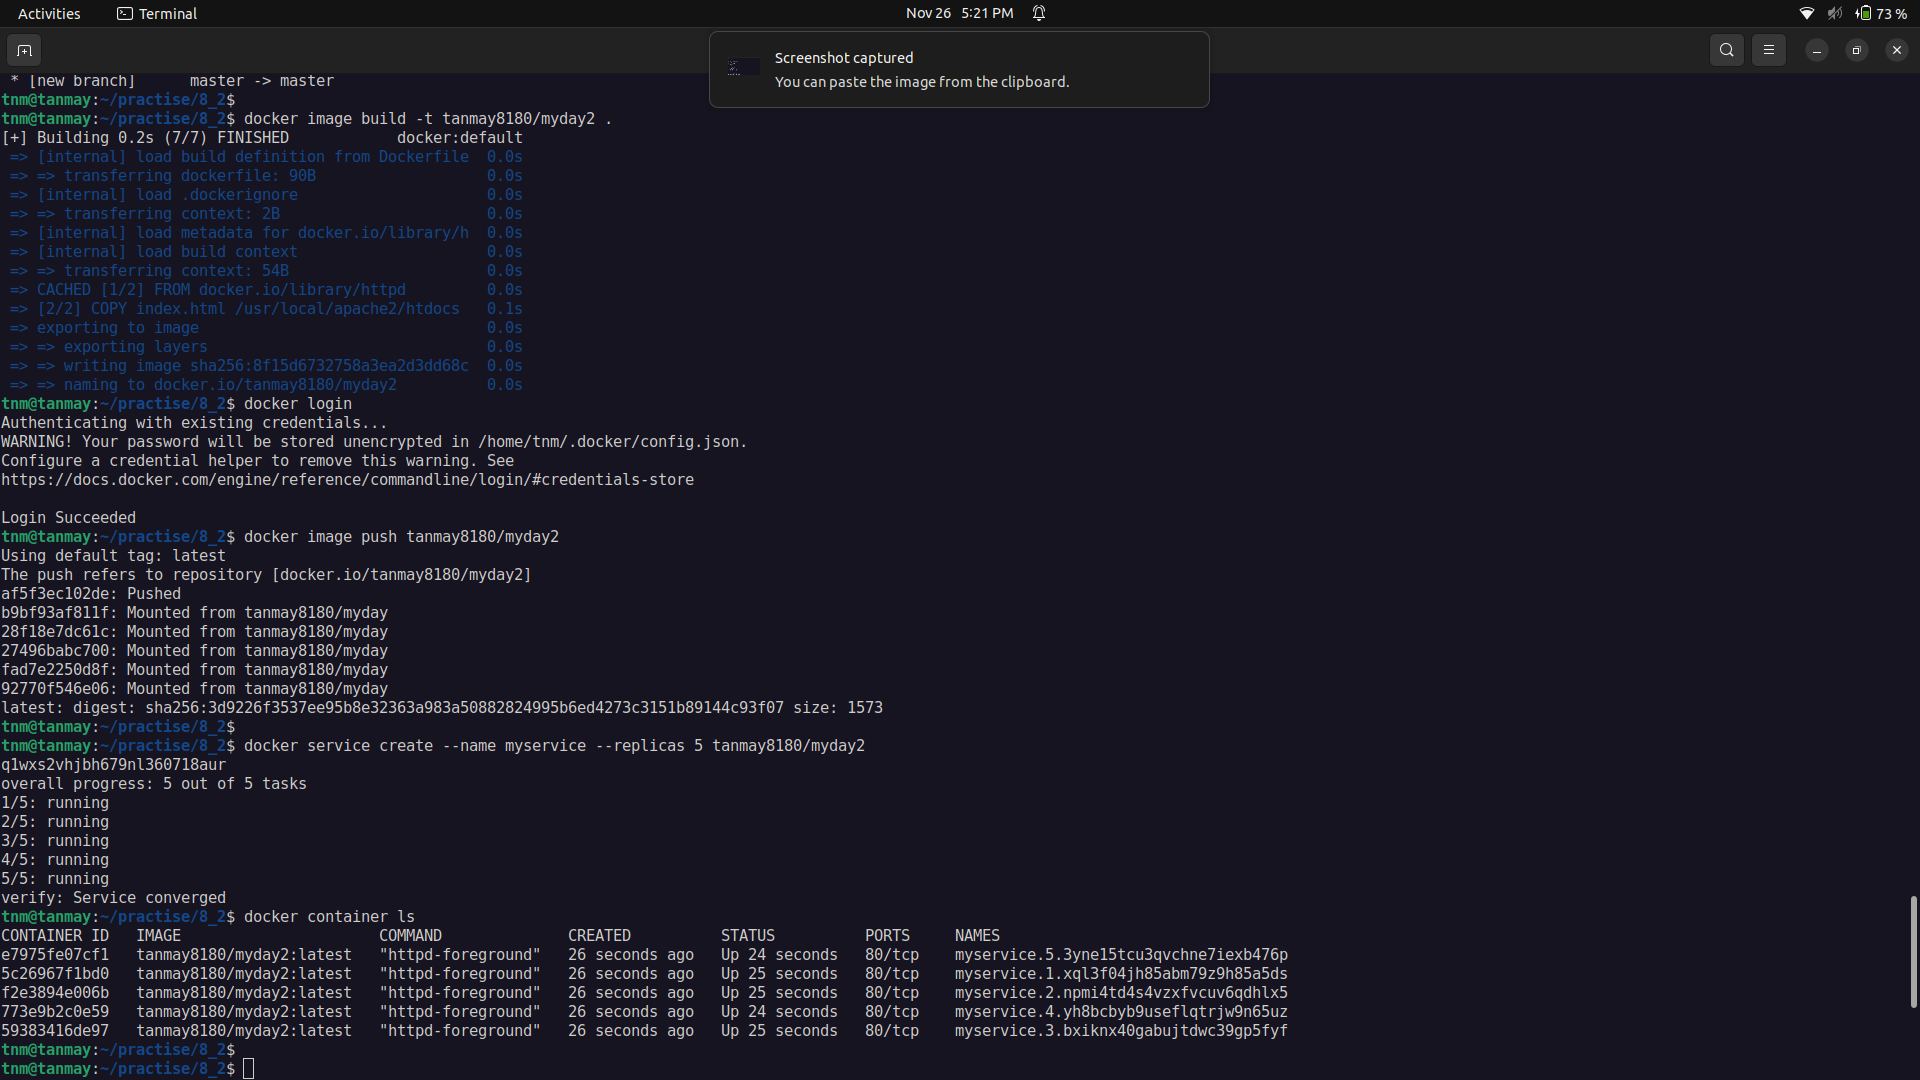 Activities Terminal Nov 26 5:21 PM 73 %
Screenshot captured
You can paste the image from the clipboard.
 * [new branch]      master -> master
tnm@tanmay:~/practise/8_2$
tnm@tanmay:~/practise/8_2$ docker image build -t tanmay8180/myday2 .
[+] Building 0.2s (7/7) FINISHED            docker:default
 => [internal] load build definition from Dockerfile  0.0s
 => => transferring dockerfile: 90B                   0.0s
 => [internal] load .dockerignore                     0.0s
 => => transferring context: 2B                       0.0s
 => [internal] load metadata for docker.io/library/h  0.0s
 => [internal] load build context                     0.0s
 => => transferring context: 54B                      0.0s
 => CACHED [1/2] FROM docker.io/library/httpd         0.0s
 => [2/2] COPY index.html /usr/local/apache2/htdocs   0.1s
 => exporting to image                                0.0s
 => => exporting layers                               0.0s
 => => writing image sha256:8f15d6732758a3ea2d3dd68c  0.0s
 => => naming to docker.io/tanmay8180/myday2          0.0s
tnm@tanmay:~/practise/8_2$ docker login
Authenticating with existing credentials...
WARNING! Your password will be stored unencrypted in /home/tnm/.docker/config.json.
Configure a credential helper to remove this warning. See
https://docs.docker.com/engine/reference/commandline/login/#credentials-store
Login Succeeded
tnm@tanmay:~/practise/8_2$ docker image push tanmay8180/myday2
Using default tag: latest
The push refers to repository [docker.io/tanmay8180/myday2]
af5f3ec102de: Pushed
b9bf93af811f: Mounted from tanmay8180/myday
28f18e7dc61c: Mounted from tanmay8180/myday
27496babc700: Mounted from tanmay8180/myday
fad7e2250d8f: Mounted from tanmay8180/myday
92770f546e06: Mounted from tanmay8180/myday
latest: digest: sha256:3d9226f3537ee95b8e32363a983a50882824995b6ed4273c3151b89144c93f07 size: 1573
tnm@tanmay:~/practise/8_2$
tnm@tanmay:~/practise/8_2$ docker service create --name myservice --replicas 5 tanmay8180/myday2
q1wxs2vhjbh679nl360718aur
overall progress: 5 out of 5 tasks
1/5: running
2/5: running
3/5: running
4/5: running
5/5: running
verify: Service converged
tnm@tanmay:~/practise/8_2$ docker container ls
CONTAINER ID   IMAGE                      COMMAND              CREATED          STATUS          PORTS     NAMES
e7975fe07cf1   tanmay8180/myday2:latest   "httpd-foreground"   26 seconds ago   Up 24 seconds   80/tcp    myservice.5.3yne15tcu3qvchne7iexb476p
5c26967f1bd0   tanmay8180/myday2:latest   "httpd-foreground"   26 seconds ago   Up 25 seconds   80/tcp    myservice.1.xql3f04jh85abm79z9h85a5ds
f2e3894e006b   tanmay8180/myday2:latest   "httpd-foreground"   26 seconds ago   Up 25 seconds   80/tcp    myservice.2.npmi4td4s4vzxfvcuv6qdhlx5
773e9b2c0e59   tanmay8180/myday2:latest   "httpd-foreground"   26 seconds ago   Up 24 seconds   80/tcp    myservice.4.yh8bcbyb9useflqtrjw9n65uz
59383416de97   tanmay8180/myday2:latest   "httpd-foreground"   26 seconds ago   Up 25 seconds   80/tcp    myservice.3.bxiknx40gabujtdwc39gp5fyf
tnm@tanmay:~/practise/8_2$
tnm@tanmay:~/practise/8_2$